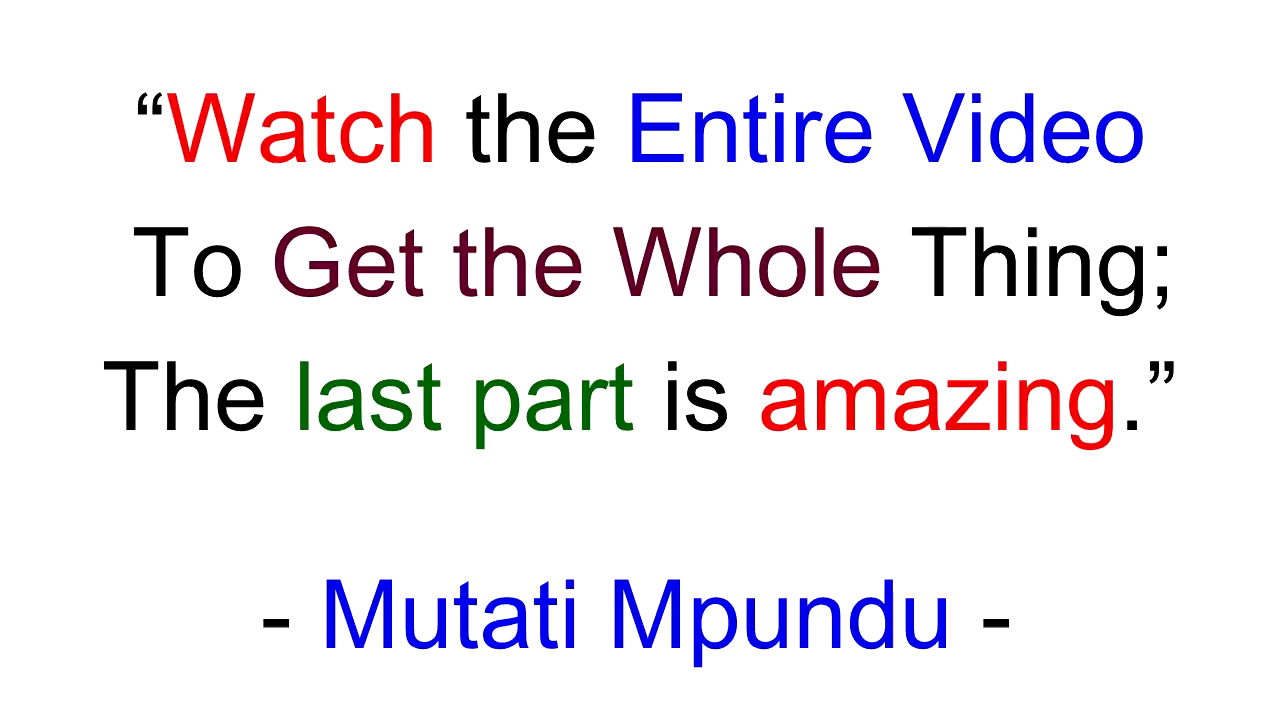 “Watch the Entire Video
To Get the Whole Thing;
The last part is amazing.”
- Mutati Mpundu -